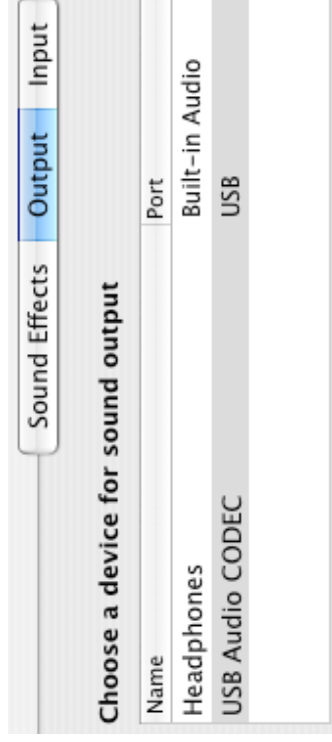 Sound Effects Output Input
Choose a device for sound output
Name Port
Headphones Built-in Audio
USB Audio CODEC USB